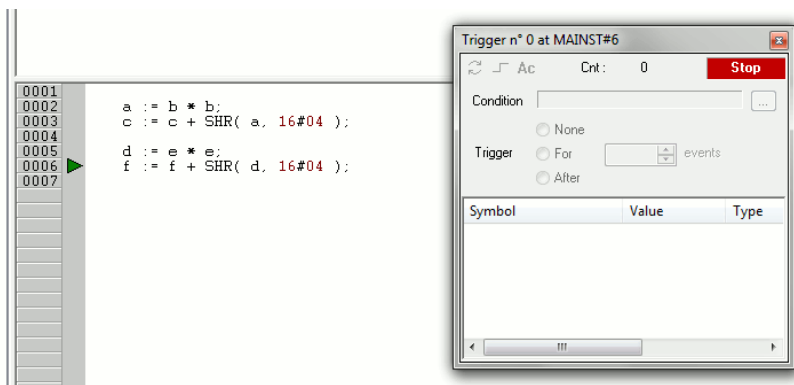 0001
0002 a := b * b;
0003 c := c + SHR( a, 16#04 );
0004
0005 d := e * e;
0006 f := f + SHR( d, 16#04 );
0007
Trigger n° 0 at MAINST#6
Ac Cnt: 0 Stop
Condition ...
None
Trigger For events
After
Symbol Value Type